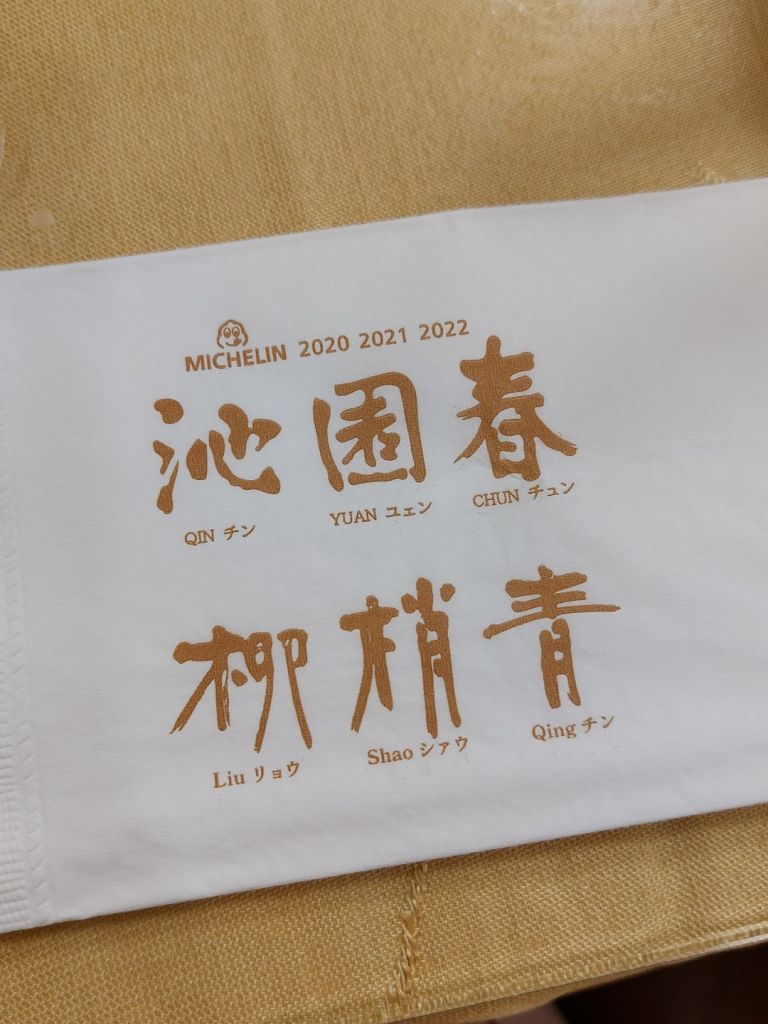 MICHELIN 2020 2021 2022
沁園春
QIN チン YUAN ユェン CHUN チュン
柳梢青
Liu リョウ Shao シァウ Qing チン